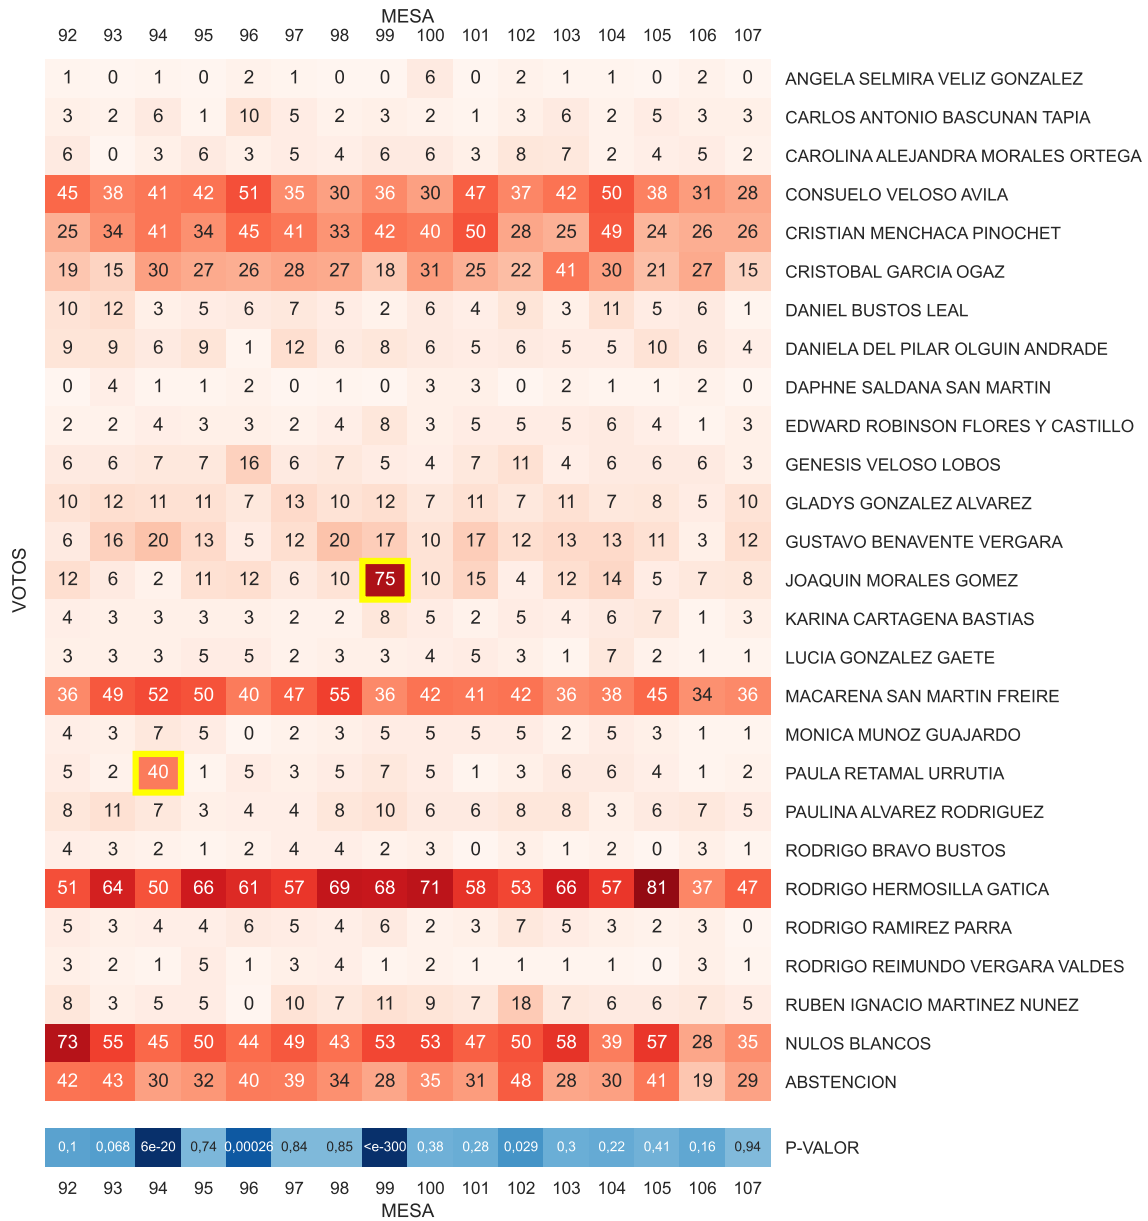 MESA
92 93 94 95 96 97 98 99 100 101 102 103 104 105 106 107
1 0 1 0 2 1 0 0 6 0 2 1 1 0 2 0 ANGELA SELMIRA VELIZ GONZALEZ
3 2 6 1 10 5 2 3 2 1 3 6 2 5 3 3 CARLOS ANTONIO BASCUNAN TAPIA
6 0 3 6 3 5 4 6 6 3 8 7 2 4 5 2 CAROLINA ALEJANDRA MORALES ORTEGA
45 38 41 42 51 35 30 36 30 47 37 42 50 38 31 28 CONSUELO VELOSO AVILA
25 34 41 34 45 41 33 42 40 50 28 25 49 24 26 26 CRISTIAN MENCHACA PINOCHET
19 15 30 27 26 28 27 18 31 25 22 41 30 21 27 15 CRISTOBAL GARCIA OGAZ
10 12 3 5 6 7 5 2 6 4 9 3 11 5 6 1 DANIEL BUSTOS LEAL
9 9 6 9 1 12 6 8 6 5 6 5 5 10 6 4 DANIELA DEL PILAR OLGUIN ANDRADE
0 4 1 1 2 0 1 0 3 3 0 2 1 1 2 0 DAPHNE SALDANA SAN MARTIN
2 2 4 3 3 2 4 8 3 5 5 5 6 4 1 3 EDWARD ROBINSON FLORES Y CASTILLO
6 6 7 7 16 6 7 5 4 7 11 4 6 6 6 3 GENESIS VELOSO LOBOS
10 12 11 11 7 13 10 12 7 11 7 11 7 8 5 10 GLADYS GONZALEZ ALVAREZ
6 16 20 13 5 12 20 17 10 17 12 13 13 11 3 12 GUSTAVO BENAVENTE VERGARA
VOTOS
12 6 2 11 12 6 10 75 10 15 4 12 14 5 7 8 JOAQUIN MORALES GOMEZ
4 3 3 3 3 2 2 8 5 2 5 4 6 7 1 3 KARINA CARTAGENA BASTIAS
3 3 3 5 5 2 3 3 4 5 3 1 7 2 1 1 LUCIA GONZALEZ GAETE
36 49 52 50 40 47 55 36 42 41 42 36 38 45 34 36 MACARENA SAN MARTIN FREIRE
4 3 7 5 0 2 3 5 5 5 5 2 5 3 1 1 MONICA MUNOZ GUAJARDO
5 2 40 1 5 3 5 7 5 1 3 6 6 4 1 2 PAULA RETAMAL URRUTIA
8 11 7 3 4 4 8 10 6 6 8 8 3 6 7 5 PAULINA ALVAREZ RODRIGUEZ
4 3 2 1 2 4 4 2 3 0 3 1 2 0 3 1 RODRIGO BRAVO BUSTOS
51 64 50 66 61 57 69 68 71 58 53 66 57 81 37 47 RODRIGO HERMOSILLA GATICA
5 3 4 4 6 5 4 6 2 3 7 5 3 2 3 0 RODRIGO RAMIREZ PARRA
3 2 1 5 1 3 4 1 2 1 1 1 1 0 3 1 RODRIGO REIMUNDO VERGARA VALDES
8 3 5 5 0 10 7 11 9 7 18 7 6 6 7 5 RUBEN IGNACIO MARTINEZ NUNEZ
73 55 45 50 44 49 43 53 53 47 50 58 39 57 28 35 NULOS BLANCOS
42 43 30 32 40 39 34 28 35 31 48 28 30 41 19 29 ABSTENCION
0,1 0,068 6e-20 0,74 0,00026 0,84 0,85 <e-300 0,38 0,28 0,029 0,3 0,22 0,41 0,16 0,94 P-VALOR
92 93 94 95 96 97 98 99 100 101 102 103 104 105 106 107
MESA